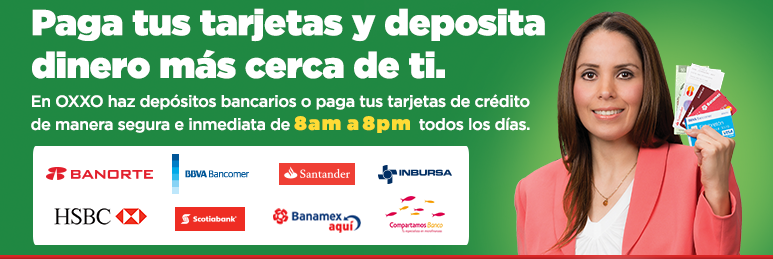 Paga tus tarjetas y deposita
dinero más cerca de ti.
En OXXO haz depósitos bancarios o paga tus tarjetas de crédito
de manera segura e inmediata de 8am a 8pm todos los días.
BANORTE BBVA Bancomer Santander INBURSA
HSBC Scotiabank Banamex aquí Compartamos Banco